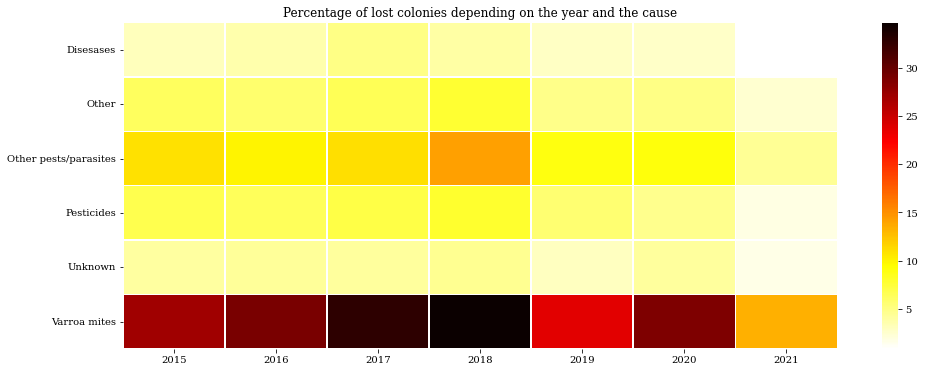 Percentage of lost colonies depending on the year and the cause
Disesases
Other
Other pests/parasites
Pesticides
Unknown
Varroa mites
2015 2016 2017 2018 2019 2020 2021
30
25
20
15
10
5